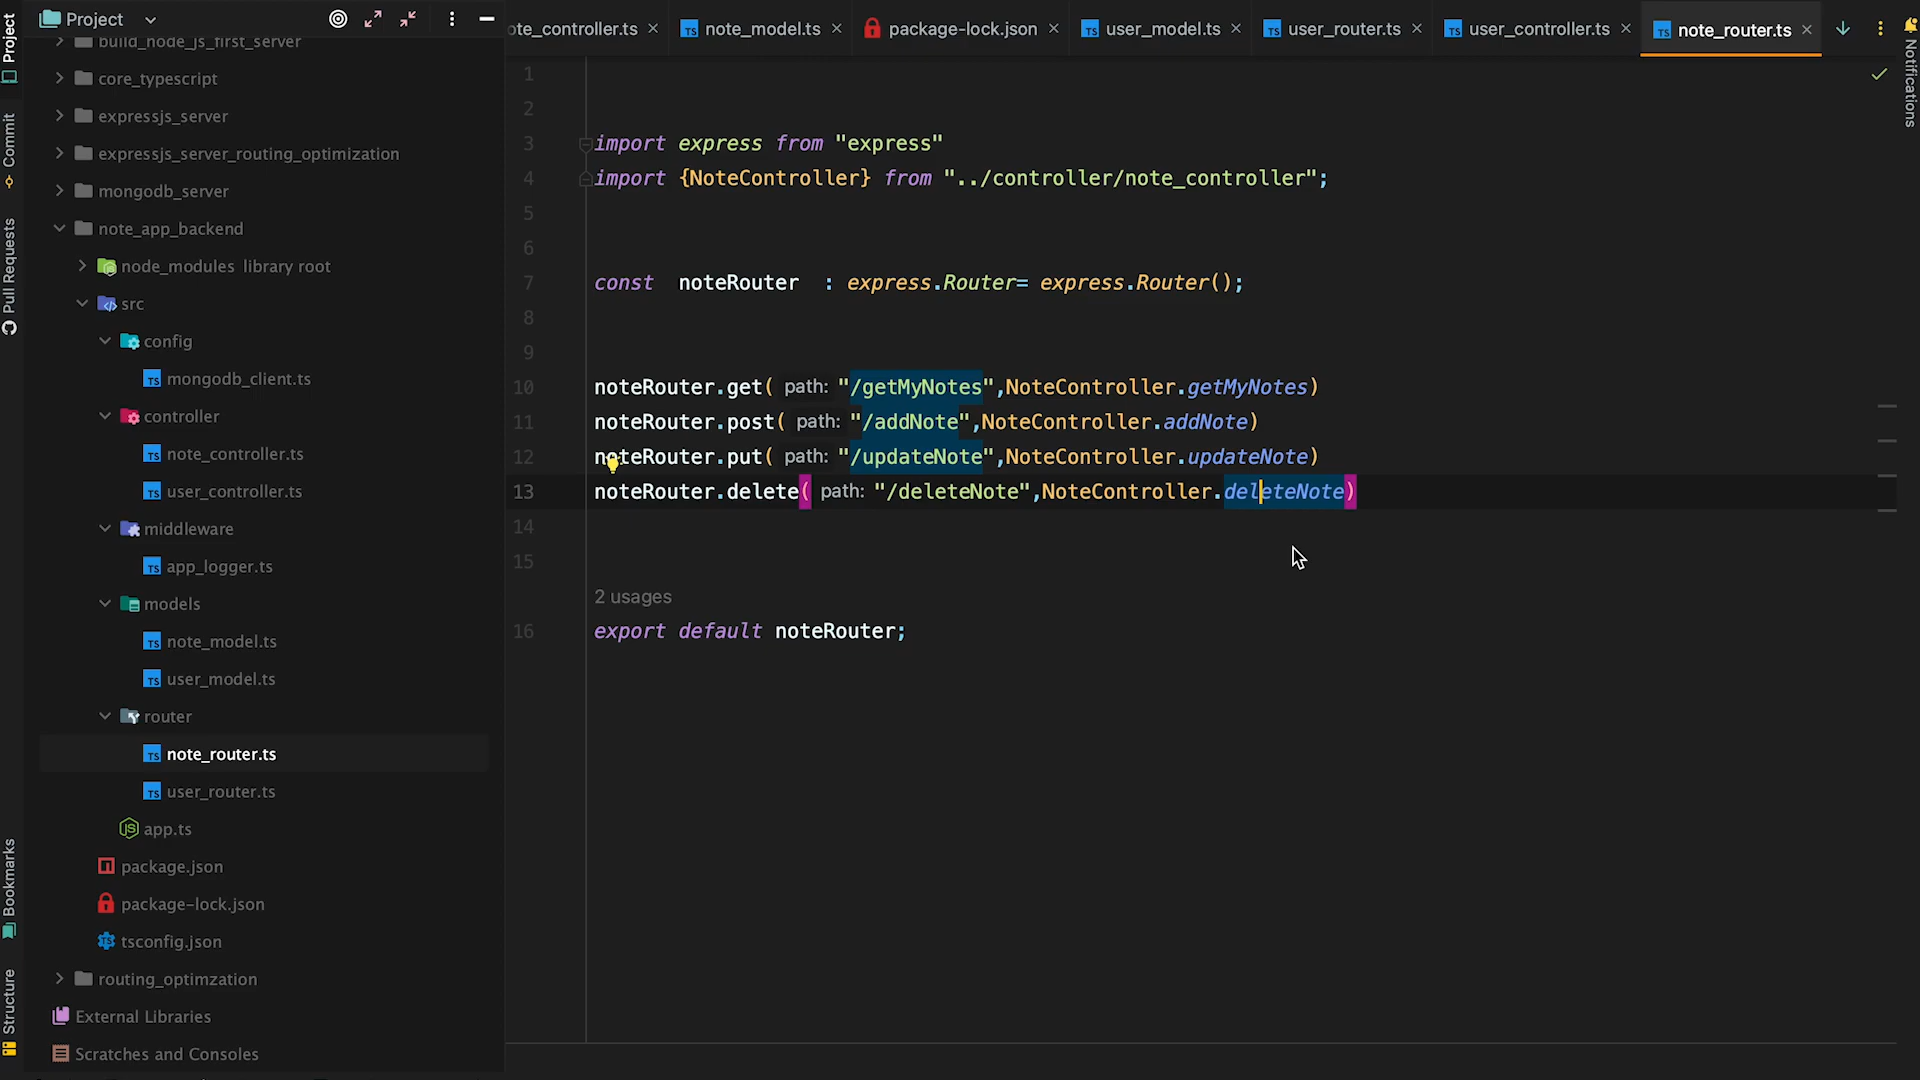 Project
ote_controller.ts
note_model.ts
package-lock.json
user_model.ts
user_router.ts
user_controller.ts
note_router.ts
Project
Commit
Pull Requests
Bookmarks
Structure
Notifications
build_node_js_first_server
core_typescript
expressjs_server
expressjs_server_routing_optimization
mongodb_server
note_app_backend
node_modules library root
src
config
mongodb_client.ts
controller
note_controller.ts
user_controller.ts
middleware
app_logger.ts
models
note_model.ts
user_model.ts
router
note_router.ts
user_router.ts
app.ts
package.json
package-lock.json
tsconfig.json
routing_optimzation
External Libraries
Scratches and Consoles
1
2
3 import express from "express"
4 import {NoteController} from "../controller/note_controller";
5
6
7 const  noteRouter  : express.Router= express.Router();
8
9
10 noteRouter.get( path: "/getMyNotes",NoteController.getMyNotes)
11 noteRouter.post( path: "/addNote",NoteController.addNote)
12 noteRouter.put( path: "/updateNote",NoteController.updateNote)
13 noteRouter.delete( path: "/deleteNote",NoteController.deleteNote)
14
15
2 usages
16 export default noteRouter;